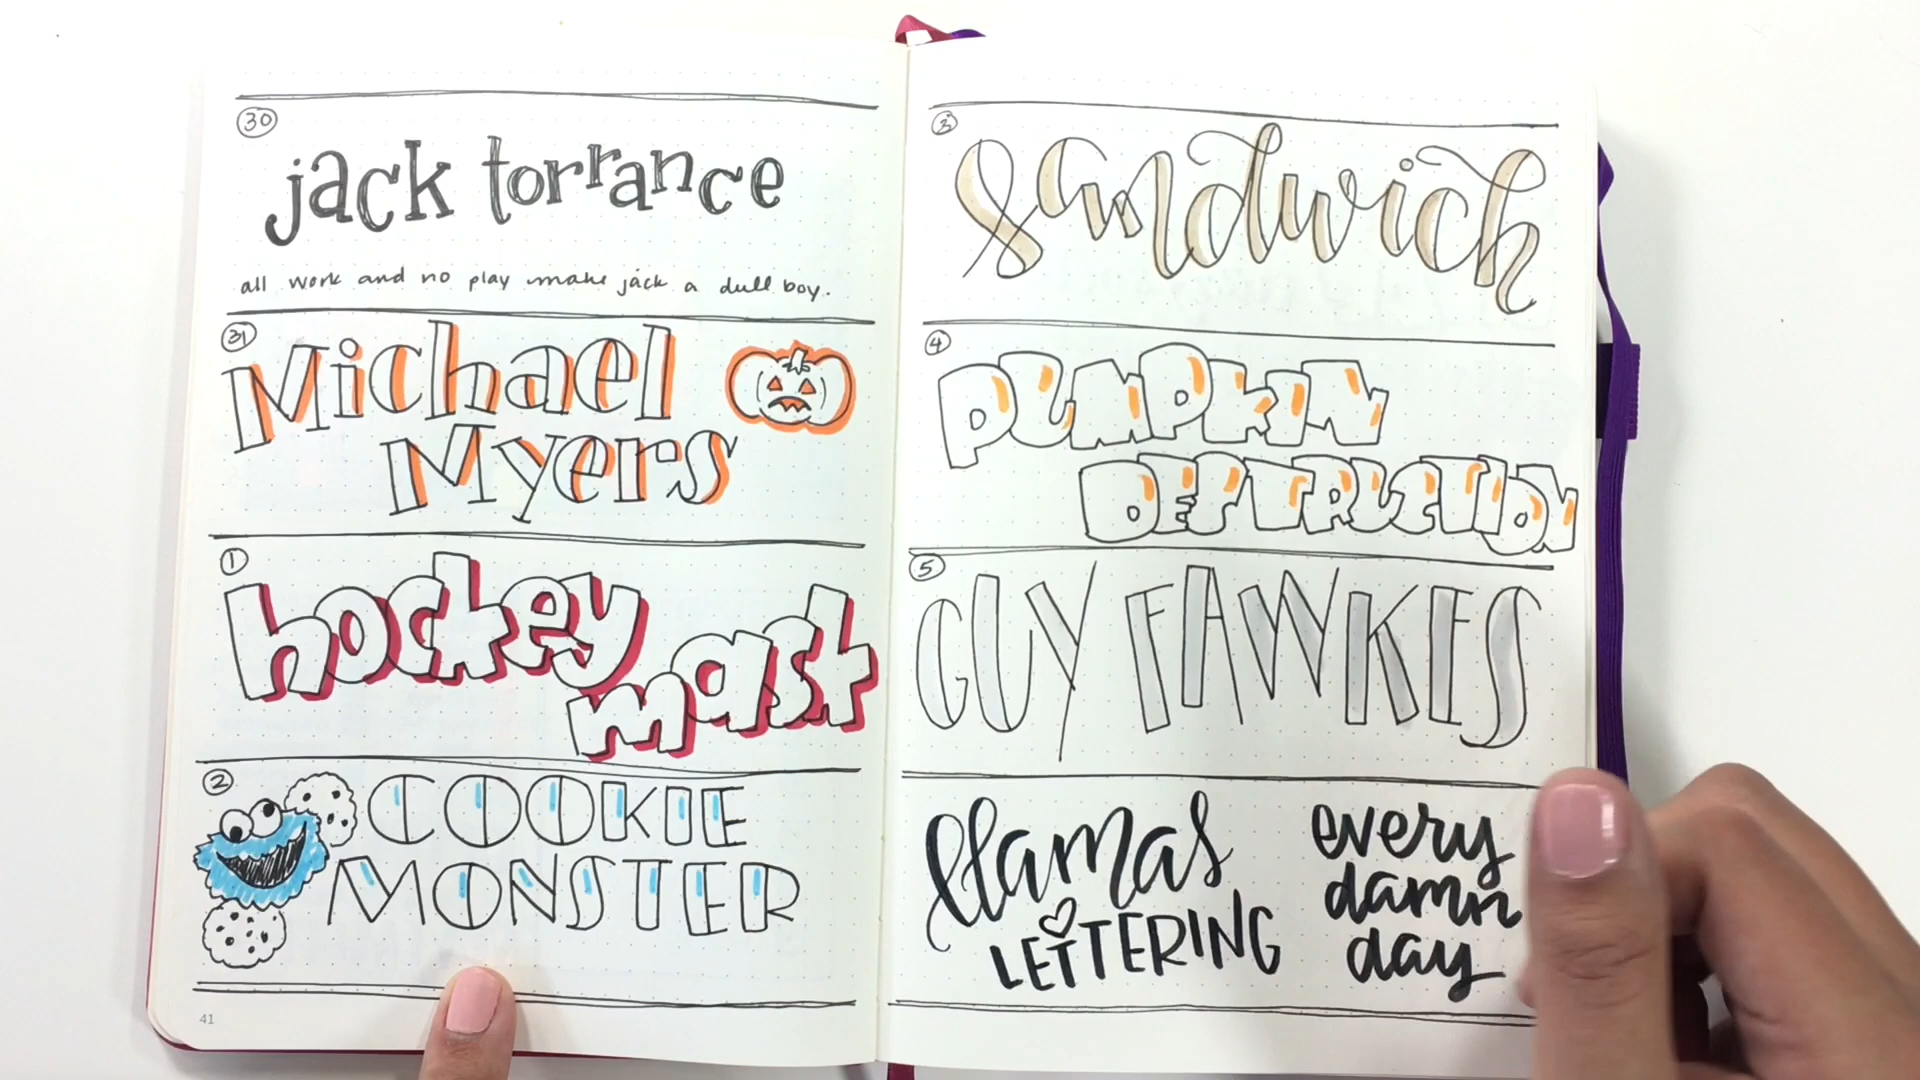 30
jack torrance
all work and no play make jack a dull boy.
31
Michael
Myers
1
hockey
mask
2
COOKIE
MONSTER
41
3
sandwich
4
PUMPKIN
DESTRUCTION
5
GUY FAWKES
llamas
LETTERING
every
damn
day